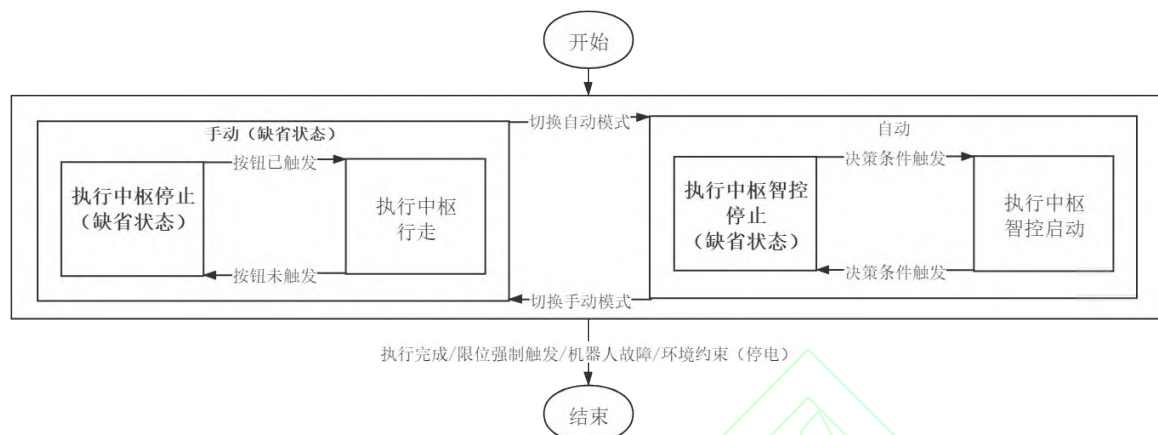 开始
切换自动模式
手动（缺省状态）
自动
按钮已触发
决策条件触发
执行中枢停止
（缺省状态）
执行中枢
行走
执行中枢智控
停止
（缺省状态）
执行中枢
智控启动
按钮未触发
决策条件触发
切换手动模式
执行完成/限位强制触发/机器人故障/环境约束（停电）
结束